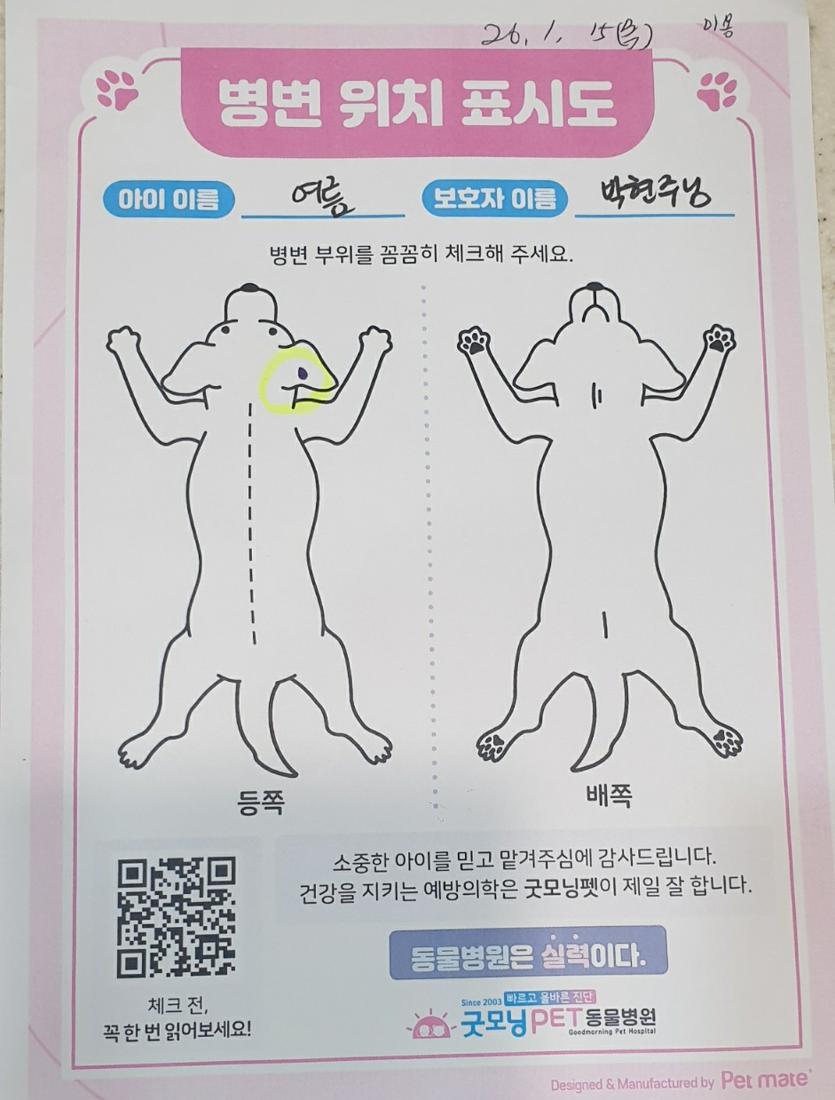 26. 1. 15(목) 미용
병변 위치 표시도
아이 이름 여름 보호자 이름 박현주님
병변 부위를 꼼꼼히 체크해 주세요.
등쪽 배쪽
소중한 아이를 믿고 맡겨주심에 감사드립니다.
건강을 지키는 예방의학은 굿모닝펫이 제일 잘 합니다.
동물병원은 실력이다.
체크 전,
꼭 한 번 읽어보세요!
Since 2003 빠르고 올바른 진단
굿모닝PET동물병원
Goodmorning Pet Hospital
Designed & Manufactured by Pet mate